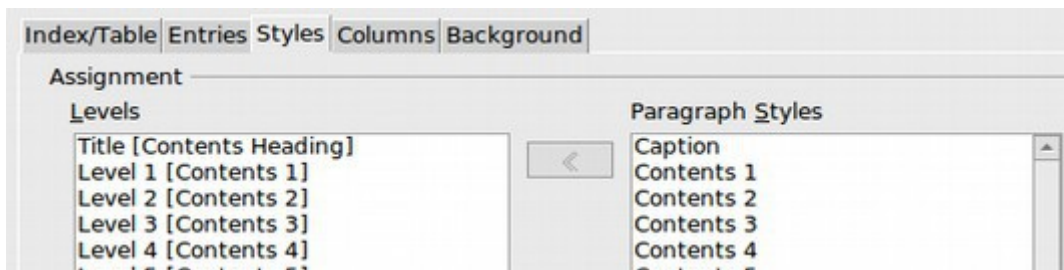 Index/Table Entries Styles Columns Background
Assignment
Levels
Paragraph Styles
Title [Contents Heading]
Level 1 [Contents 1]
Level 2 [Contents 2]
Level 3 [Contents 3]
Level 4 [Contents 4]
Caption
Contents 1
Contents 2
Contents 3
Contents 4